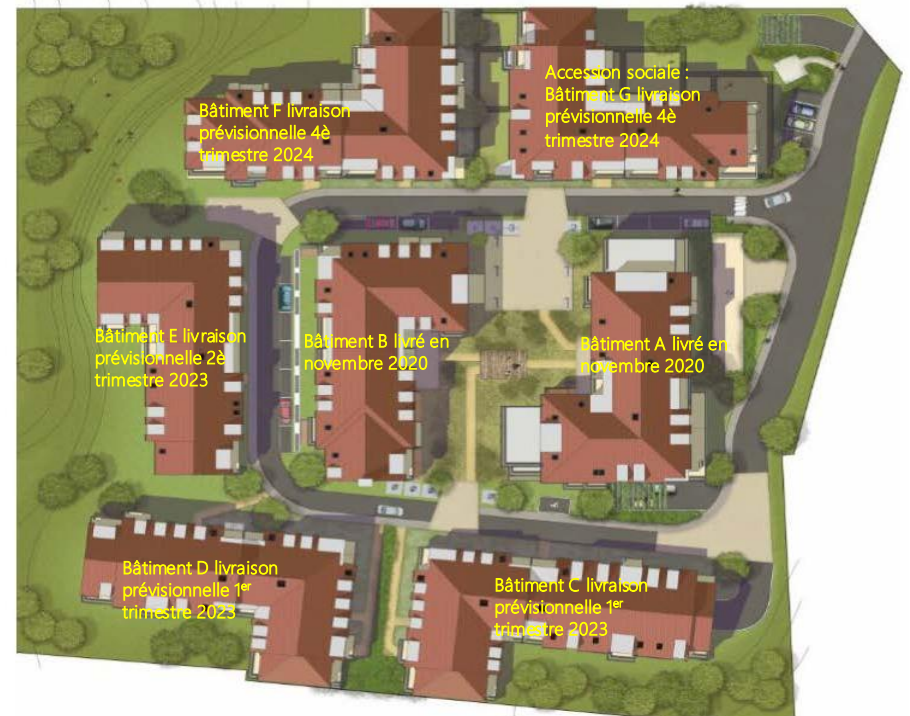 Bâtiment F livraison
prévisionnelle 4è
trimestre 2024
Accession sociale :
Bâtiment G livraison
prévisionnelle 4è
trimestre 2024
Bâtiment E livraison
prévisionnelle 2è
trimestre 2023
Bâtiment B livré en
novembre 2020
Bâtiment A livré en
novembre 2020
Bâtiment D livraison
prévisionnelle 1er
trimestre 2023
Bâtiment C livraison
prévisionnelle 1er
trimestre 2023